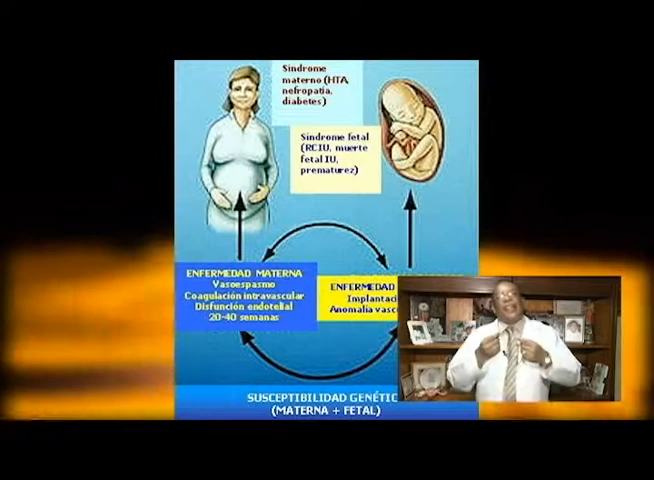 Síndrome
materno (HTA,
nefropatía,
diabetes)
Síndrome fetal
(RCIU, muerte
fetal IU,
prematurez)
ENFERMEDAD MATERNA
Vasoespasmo
Coagulación intravascular
Disfunción endotelial
20-40 semanas
ENFERMEDAD
Implantaci
Anomalía vasc
SUSCEPTIBILIDAD GENÉTIC
(MATERNA + FETAL)